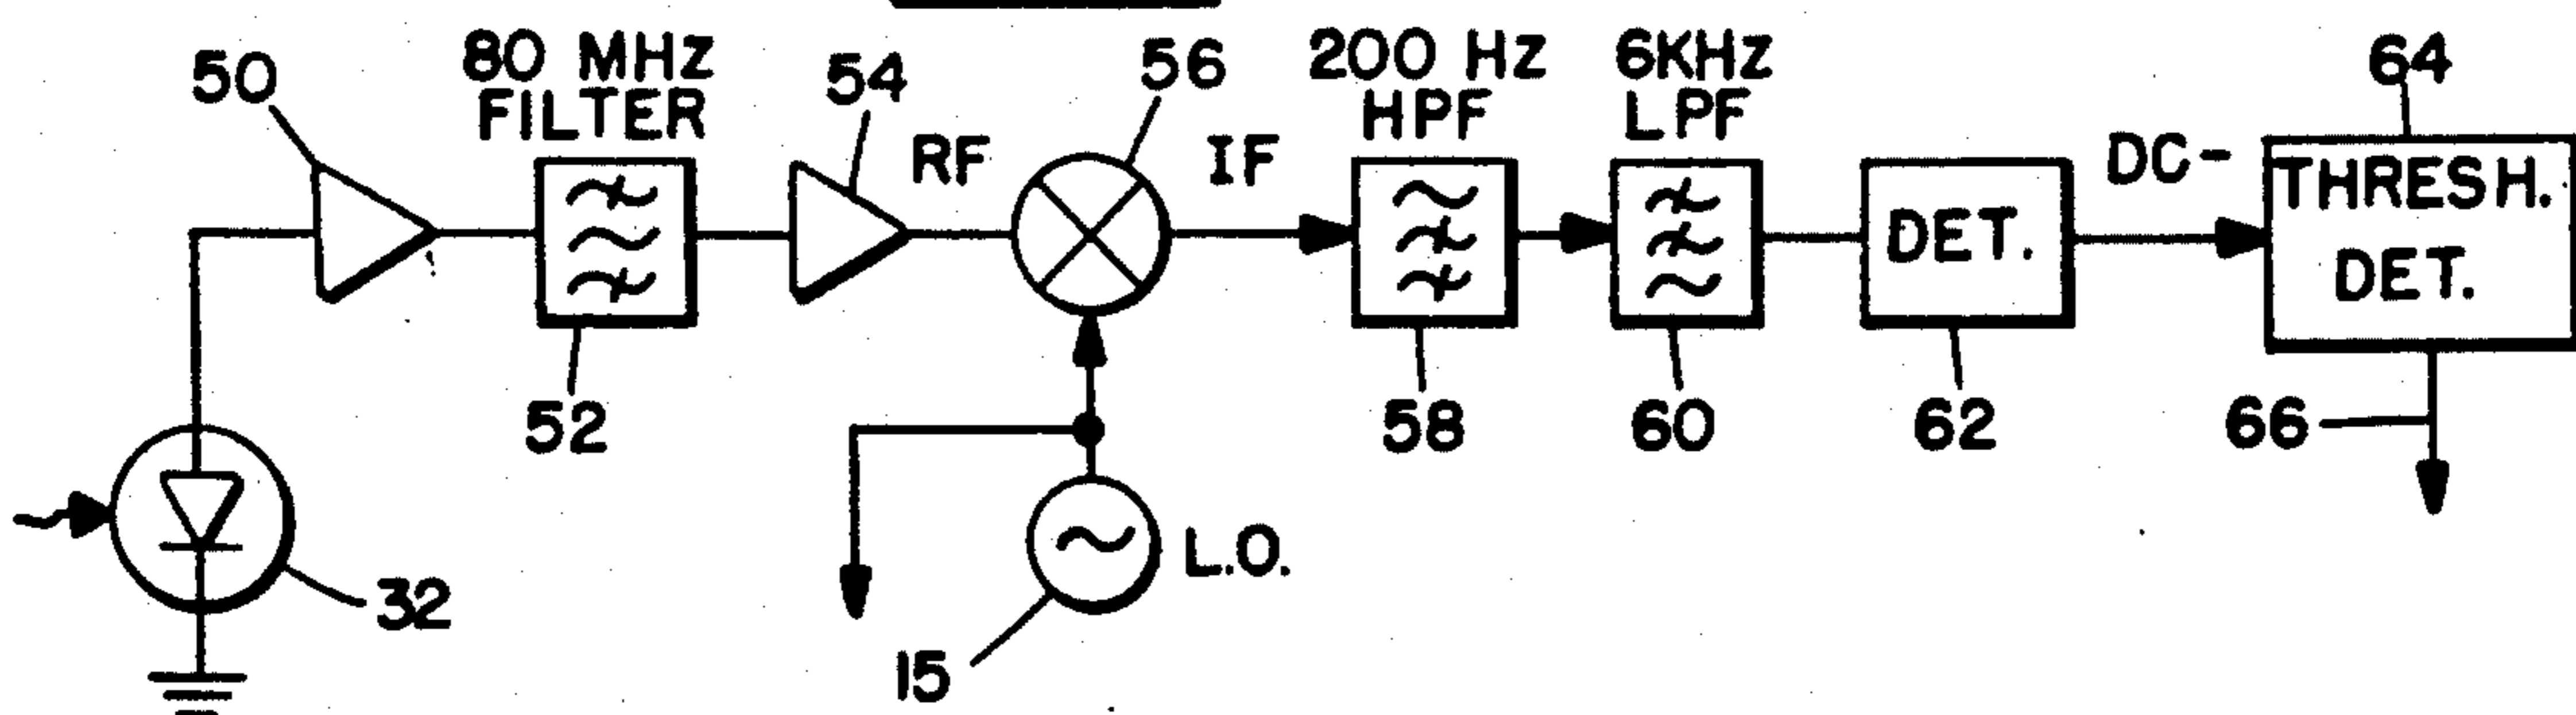 50
80 MHz
FILTER
54
RF
56
IF
200 Hz
HPF
6KHz
LPF
64
DC-
THRESH.
DET.
DET.
52
58
60
62
66
32
L.O.
15